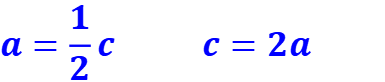 a = 1/2 c     c = 2a